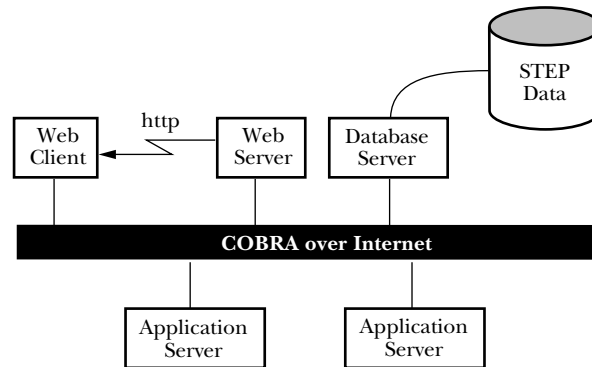 STEP
Data
http
Web
Client
Web
Server
Database
Server
COBRA over Internet
Application
Server
Application
Server